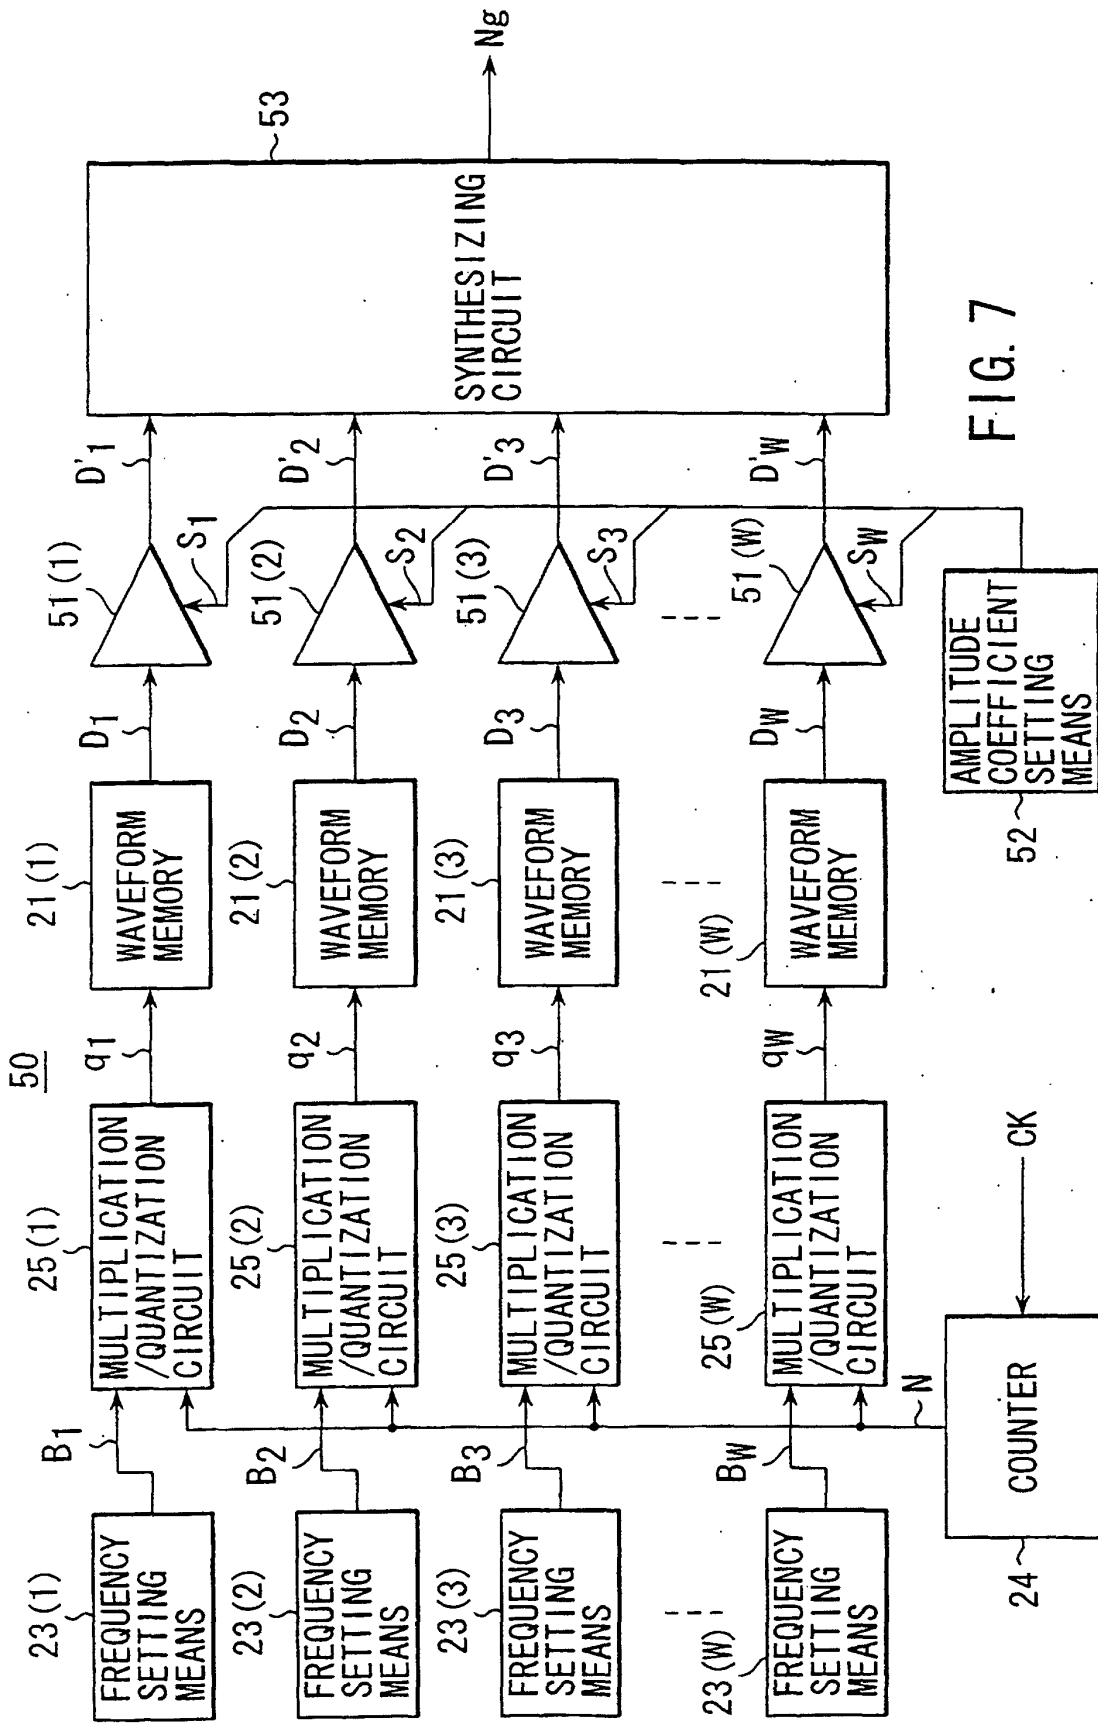 50
23(1)
FREQUENCY
SETTING
MEANS
B1
25(1)
MULTIPLICATION
/QUANTIZATION
CIRCUIT
q1
21(1)
WAVEFORM
MEMORY
D1
51(1)
S1
D'1
23(2)
FREQUENCY
SETTING
MEANS
B2
25(2)
MULTIPLICATION
/QUANTIZATION
CIRCUIT
q2
21(2)
WAVEFORM
MEMORY
D2
51(2)
S2
D'2
23(3)
FREQUENCY
SETTING
MEANS
B3
25(3)
MULTIPLICATION
/QUANTIZATION
CIRCUIT
q3
21(3)
WAVEFORM
MEMORY
D3
51(3)
S3
D'3
23(W)
FREQUENCY
SETTING
MEANS
BW
25(W)
MULTIPLICATION
/QUANTIZATION
CIRCUIT
qW
21(W)
WAVEFORM
MEMORY
DW
51(W)
SW
D'W
53
SYNTHESIZING
CIRCUIT
Ng
24
COUNTER
N
CK
52
AMPLITUDE
COEFFICIENT
SETTING
MEANS
FIG. 7